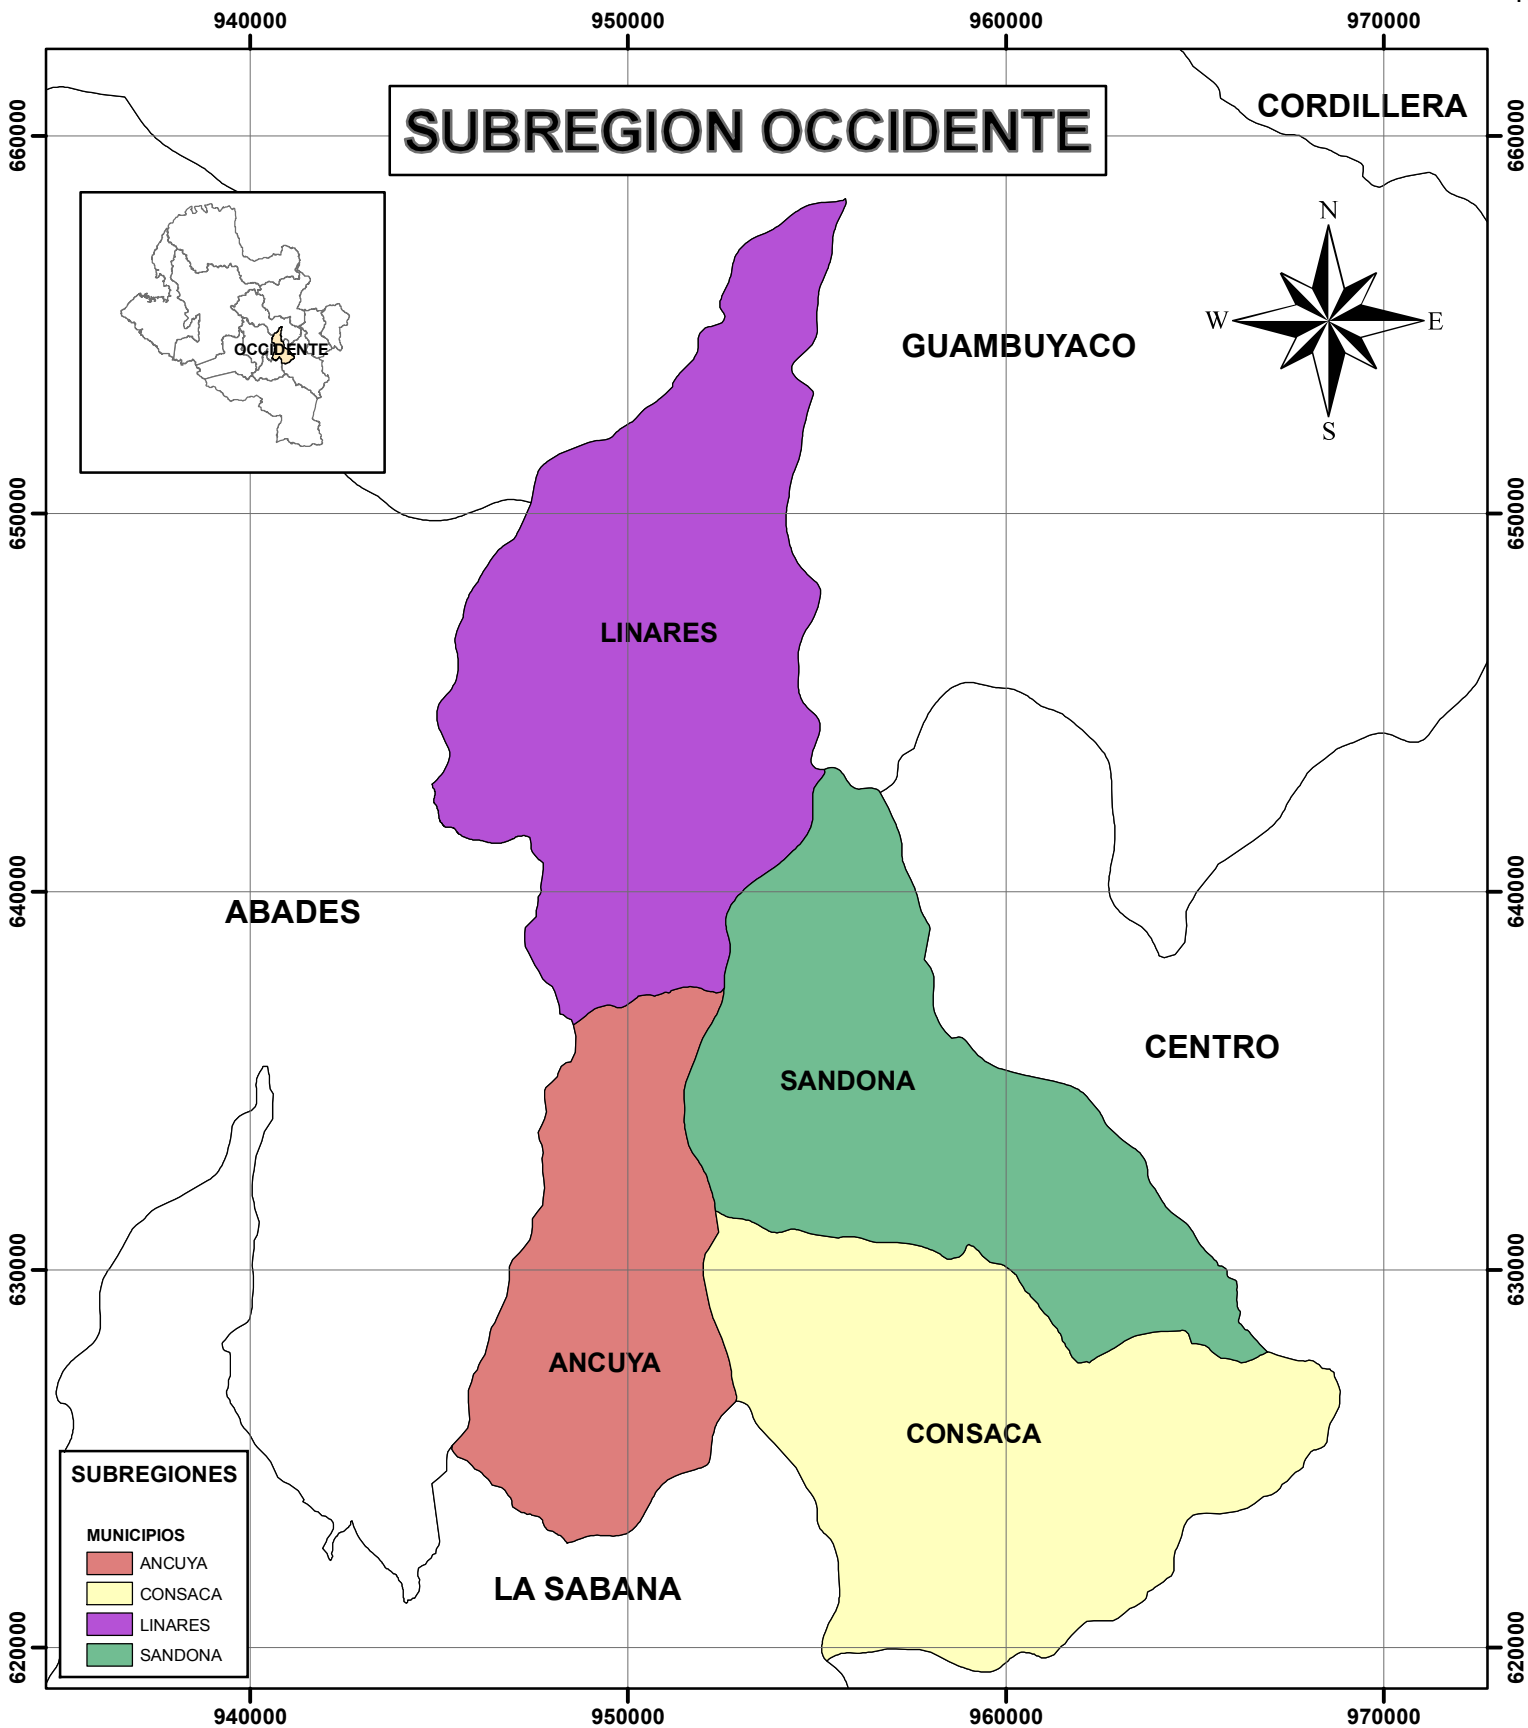 940000
950000
960000
970000
SUBREGION OCCIDENTE
CORDILLERA
660000
660000
N
W
E
S
OCCIDENTE
GUAMBUYACO
650000
650000
LINARES
640000
640000
ABADES
CENTRO
SANDONA
630000
630000
ANCUYA
CONSACA
LA SABANA
SUBREGIONES
MUNICIPIOS
ANCUYA
CONSACA
LINARES
SANDONA
620000
620000
940000
950000
960000
970000